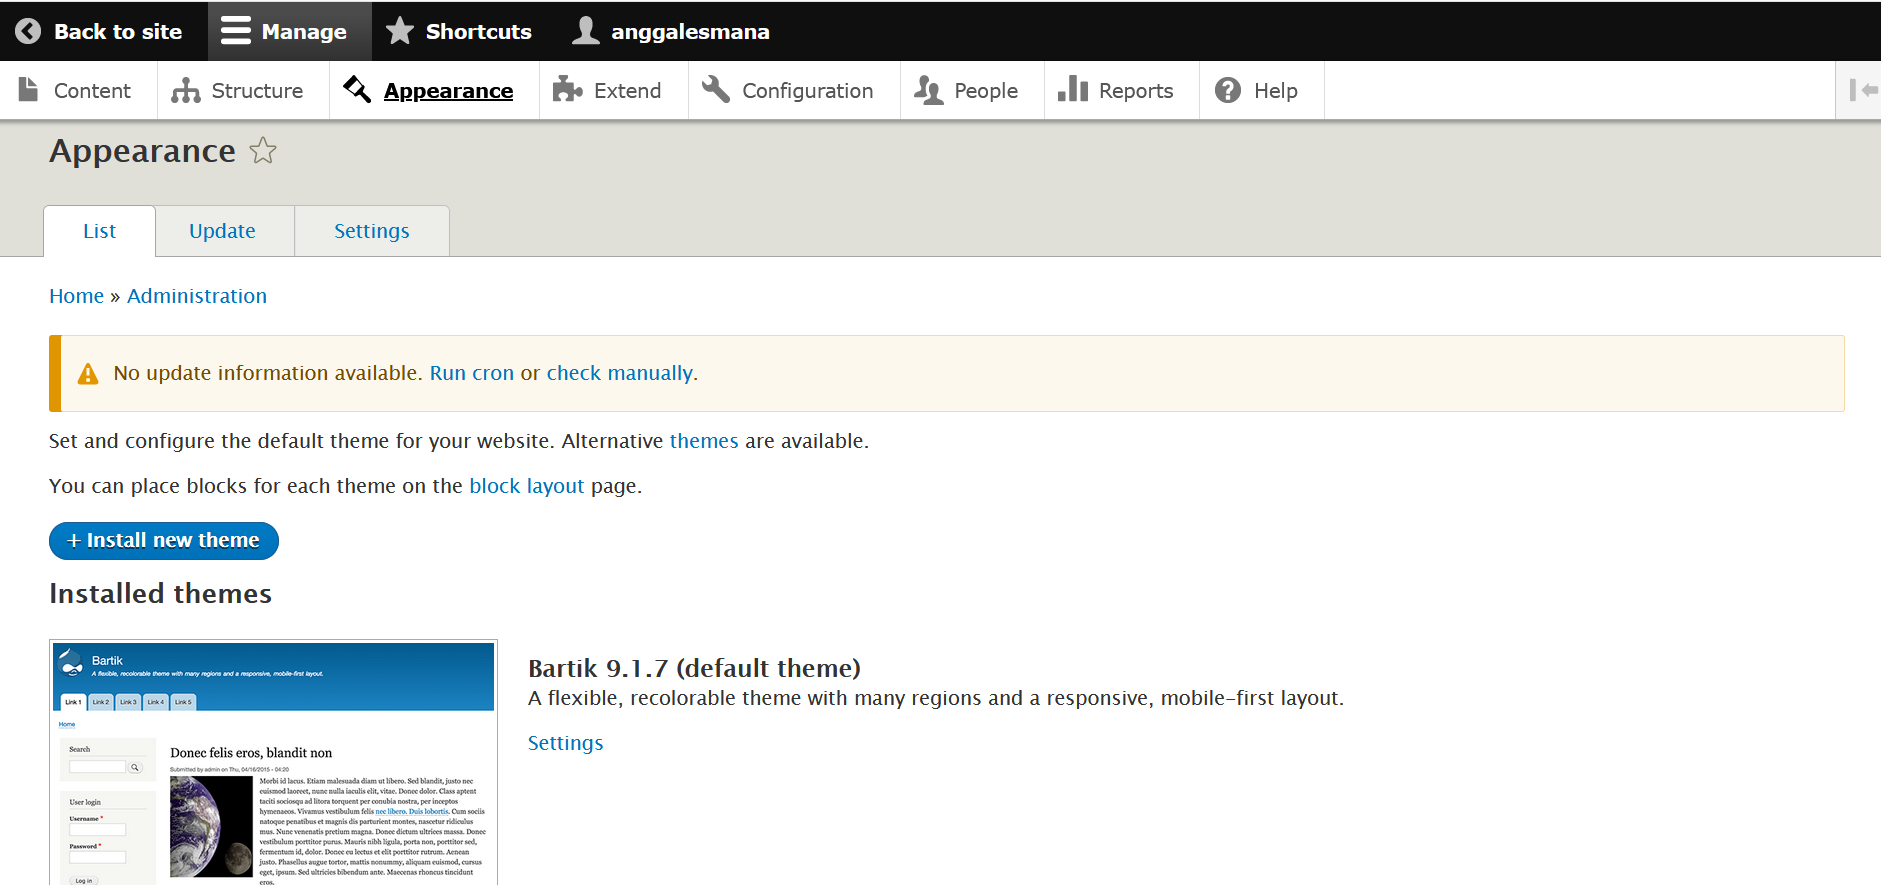 Back to site Manage Shortcuts anggalesmana
Content Structure Appearance Extend Configuration People Reports Help
Appearance
List Update Settings
Home » Administration
No update information available. Run cron or check manually.
Set and configure the default theme for your website. Alternative themes are available.
You can place blocks for each theme on the block layout page.
+ Install new theme
Installed themes
Bartik
A flexible, recolorable theme with many regions and a responsive, mobile-first layout.
Link 1 Link 2 Link 3 Link 4 Link 5
Home
Search
Donec felis eros, blandit non
Submitted by admin on Thu, 04/16/2015 - 04:20
Morbi id lacus. Etiam malesuada diam ut libero. Sed blandit, justo nec
euismod laoreet, nunc nulla iaculis elit, vitae. Donec dolor. Class aptent
taciti sociosqu ad litora torquent per conubia nostra, per inceptos
hymenaeos. Vivamus vestibulum felis nec libero. Duis lobortis. Cum sociis
natoque penatibus et magnis dis parturient montes, nascetur ridiculus
mus. Nunc venenatis pretium magna. Donec dictum ultrices massa. Donec
vestibulum porttitor purus. Mauris nibh ligula, porta non, porttitor sed,
fermentum id, dolor. Donec eu lectus et elit porttitor rutrum. Aenean
justo. Phasellus augue tortor, mattis nonummy, aliquam euismod, cursus
eget, ipsum. Sed ultricies bibendum ante. Maecenas rhoncus tincidunt
eros.
User login
Username *
Password *
Log in
Bartik 9.1.7 (default theme)
A flexible, recolorable theme with many regions and a responsive, mobile-first layout.
Settings